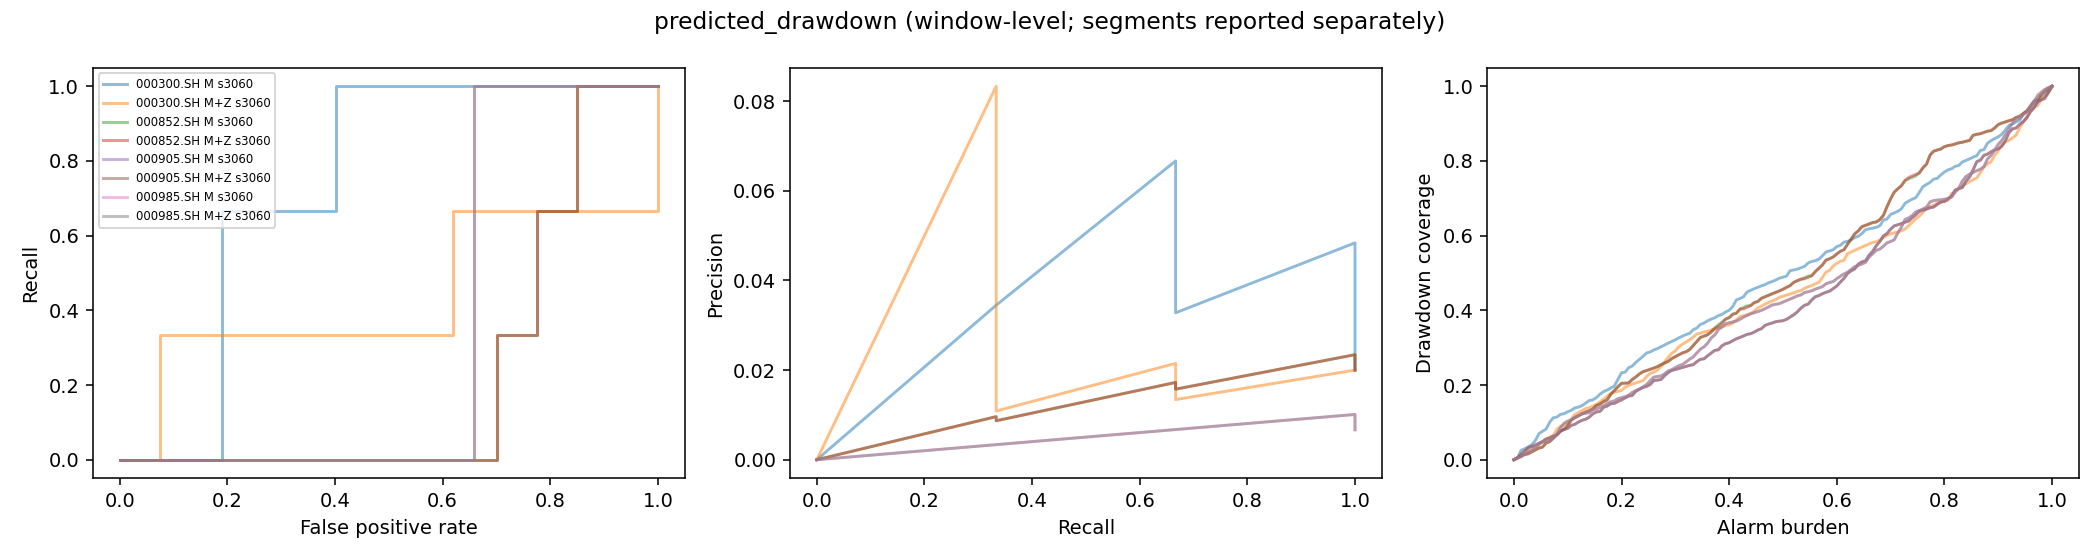 predicted_drawdown (window-level; segments reported separately)
1.0
0.8
0.6
0.4
0.2
0.0
Recall
000300.SH M s3060
000300.SH M+Z s3060
000852.SH M s3060
000852.SH M+Z s3060
000905.SH M s3060
000905.SH M+Z s3060
000985.SH M s3060
000985.SH M+Z s3060
0.0 0.2 0.4 0.6 0.8 1.0
False positive rate
0.08
0.06
0.04
0.02
0.00
Precision
0.0 0.2 0.4 0.6 0.8 1.0
Recall
1.0
0.8
0.6
0.4
0.2
0.0
Drawdown coverage
0.0 0.2 0.4 0.6 0.8 1.0
Alarm burden